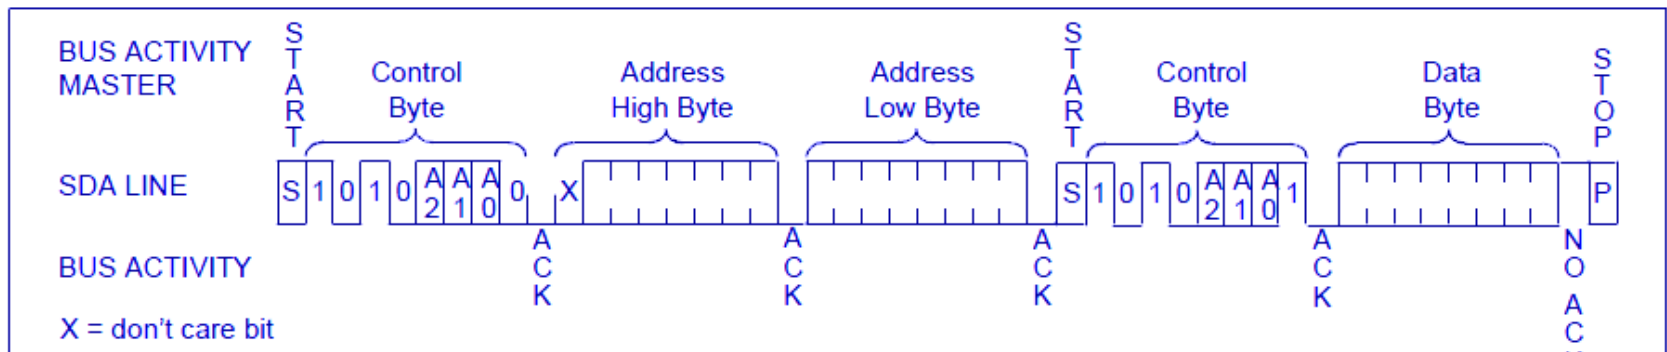 BUS ACTIVITY
MASTER
START
Control
Byte
Address
High Byte
Address
Low Byte
START
Control
Byte
Data
Byte
STOP
SDA LINE
S 1 0 1 0 A2 A1 A0 0 X S 1 0 1 0 A2 A1 A0 1 P
BUS ACTIVITY
ACK
ACK
ACK
ACK
NO AC
X = don't care bit